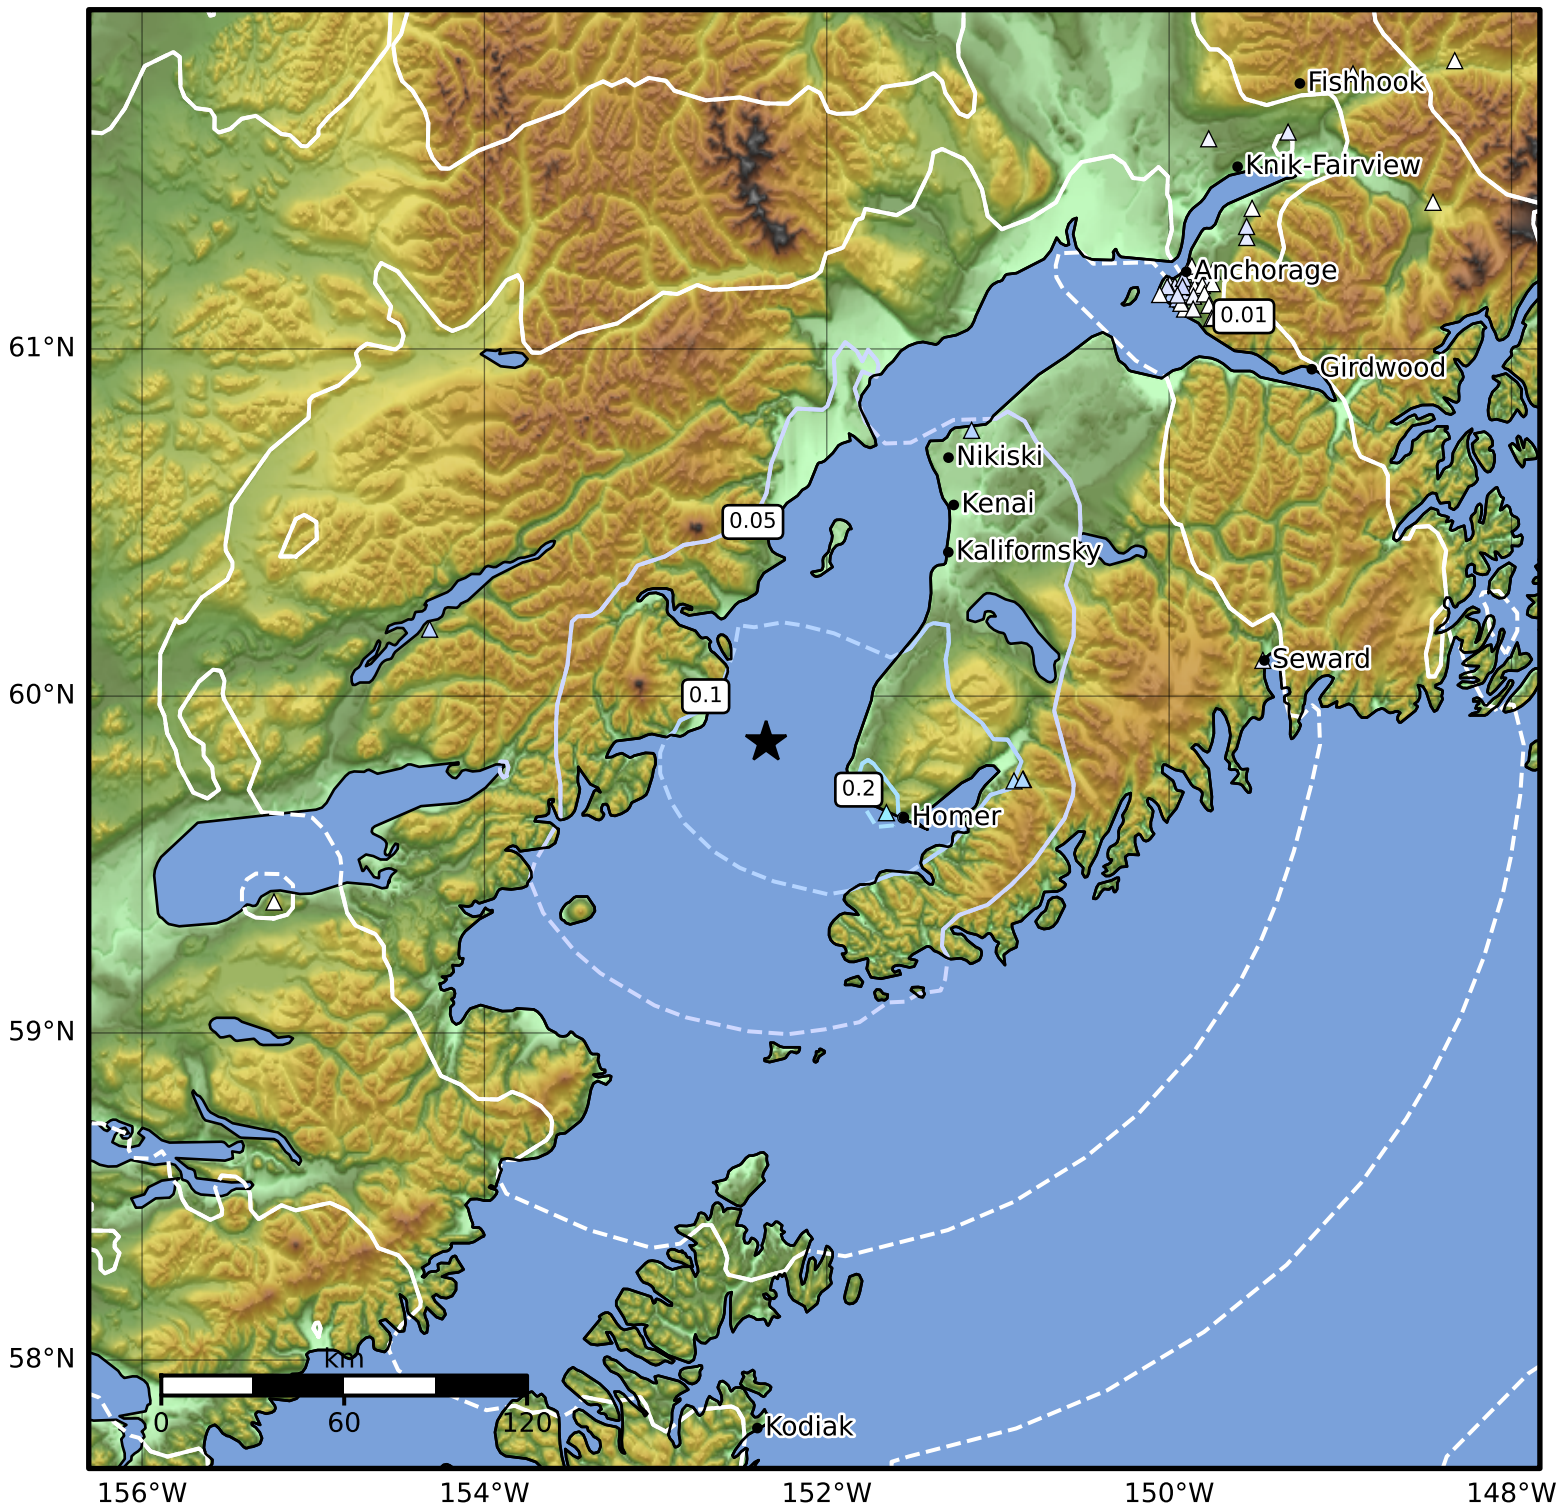 Fishhook
Knik-Fairview
Anchorage
0.01
61°N
Girdwood
Nikiski
Kenai
0.05
Kalifornsky
Seward
60°N
0.1
0.2
Homer
59°N
58°N
km
0
60
120
Kodiak
156°W
154°W
152°W
150°W
148°W